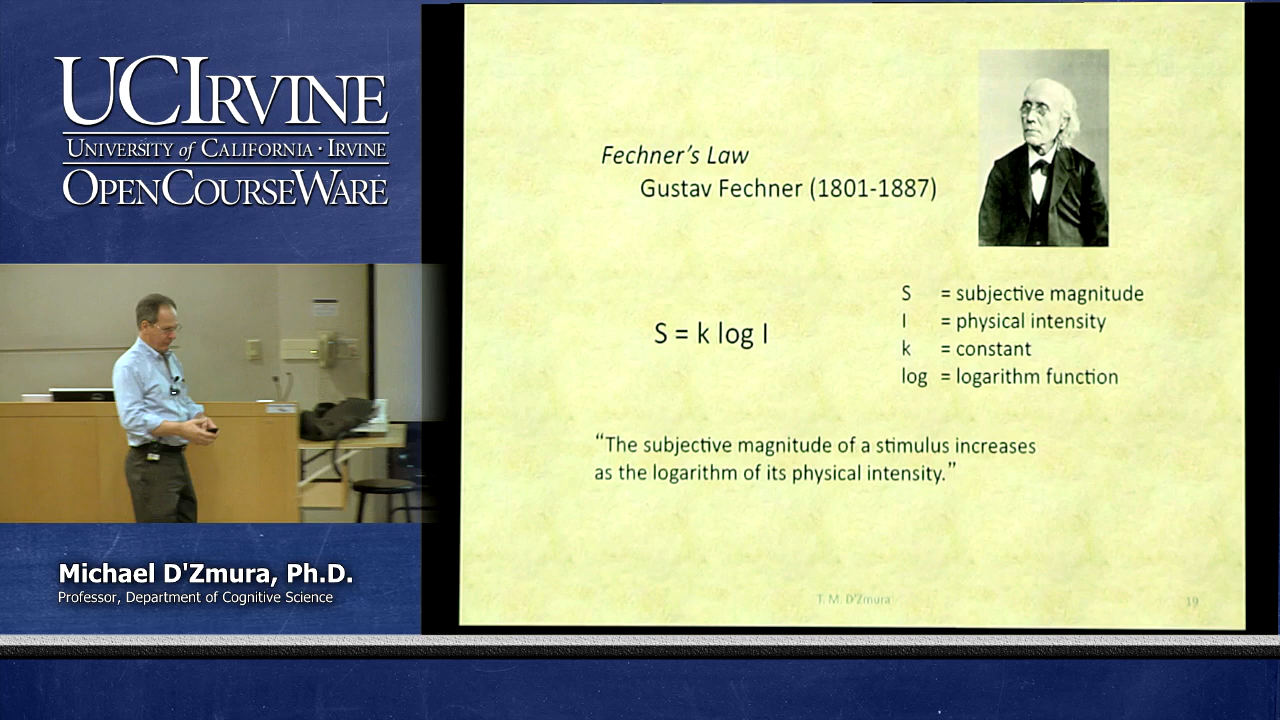 UCIRVINE
UNIVERSITY of CALIFORNIA · IRVINE
OPENCOURSEWARE
Michael D'Zmura, Ph.D.
Professor, Department of Cognitive Science
Fechner's Law
Gustav Fechner (1801-1887)
S = k log I
S = subjective magnitude
I = physical intensity
k = constant
log = logarithm function
“The subjective magnitude of a stimulus increases
as the logarithm of its physical intensity.”
T. M. D'Zmura
19